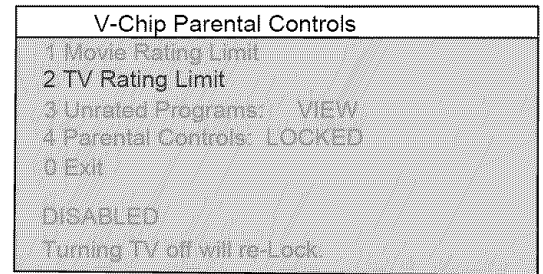 V-Chip Parental Controls
1 Movie Rating Limit
2 TV Rating Limit
3 Unrated Programs: VIEW
4 Parental Controls: LOCKED
0 Exit
DISABLED
Turning TV off will re-Lock.